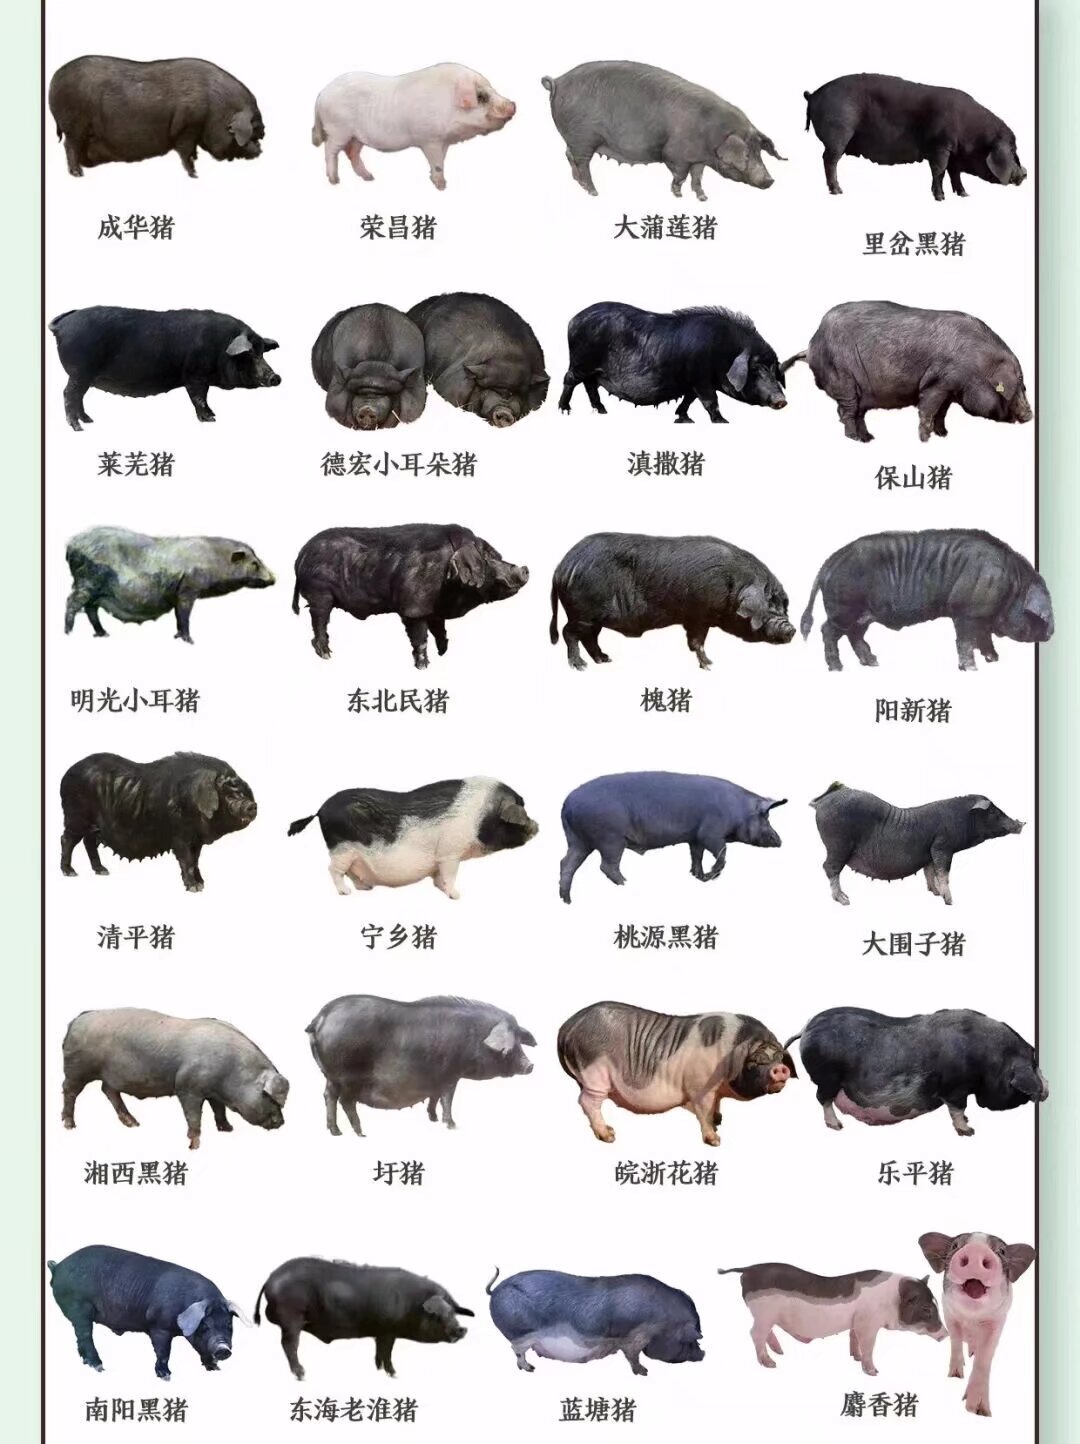 成华猪
荣昌猪
大蒲莲猪
里岔黑猪
莱芜猪
德宏小耳朵猪
滇撒猪
保山猪
明光小耳猪
东北民猪
槐猪
阳新猪
清平猪
宁乡猪
桃源黑猪
大围子猪
湘西黑猪
圩猪
皖浙花猪
乐平猪
南阳黑猪
东海老淮猪
蓝塘猪
麝香猪